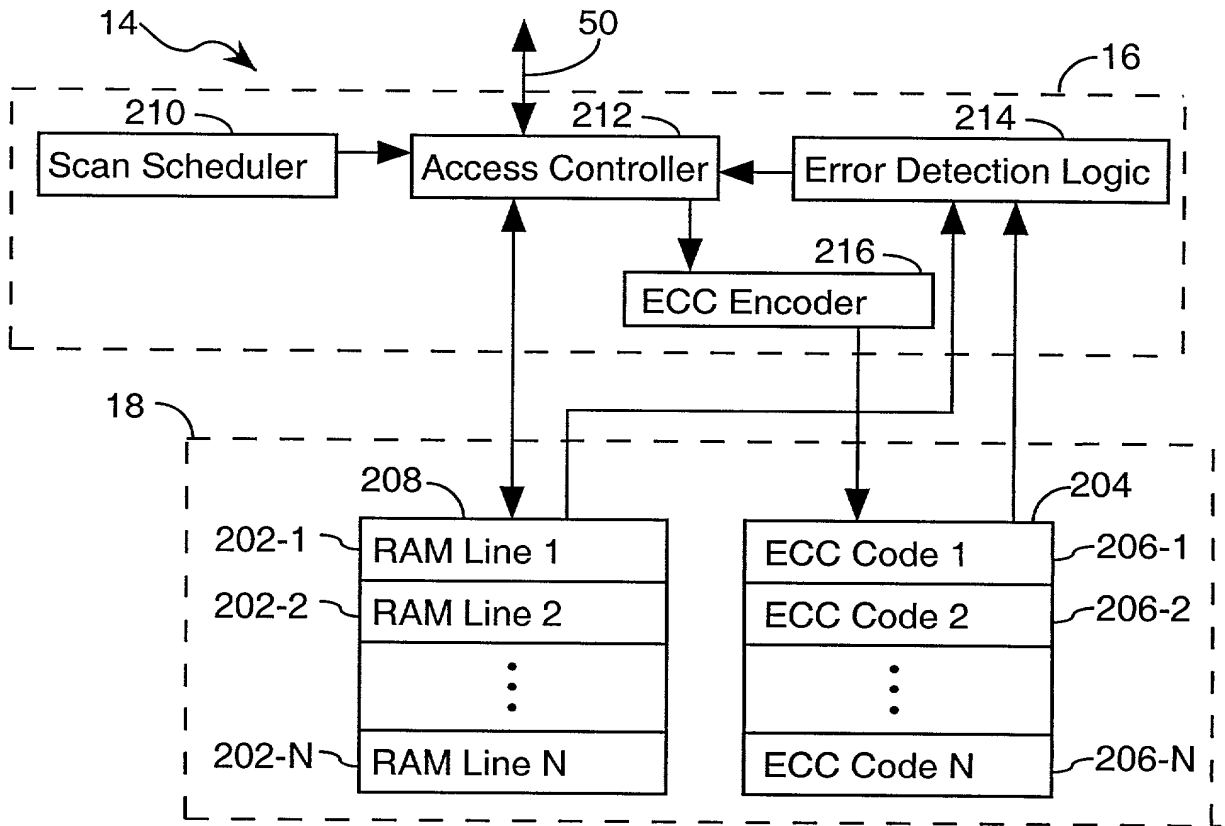 14
50
16
210
212
214
Scan Scheduler
Access Controller
Error Detection Logic
216
ECC Encoder
18
208
204
202-1
RAM Line 1
ECC Code 1
206-1
202-2
RAM Line 2
ECC Code 2
206-2
202-N
RAM Line N
ECC Code N
206-N